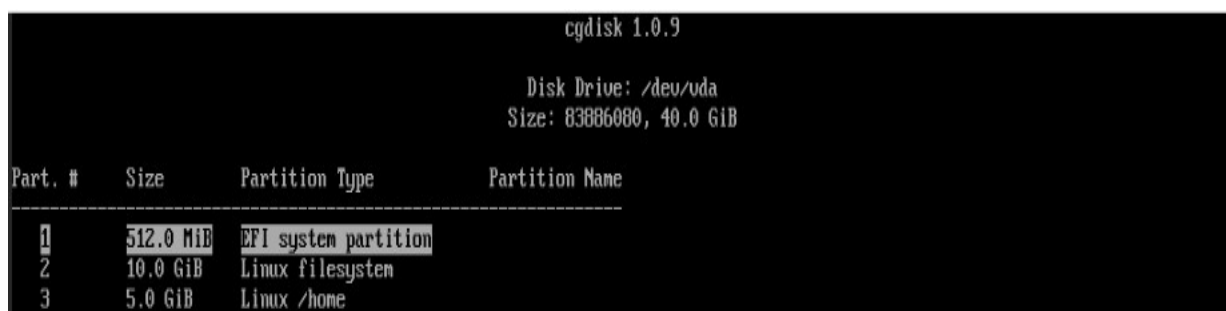 cgdisk 1.0.9
Disk Drive: /dev/vda
Size: 83886080, 40.0 GiB
Part. # Size Partition Type Partition Name
----------------------------------------------------------------
1 512.0 MiB EFI system partition
2 10.0 GiB Linux filesystem
3 5.0 GiB Linux /home